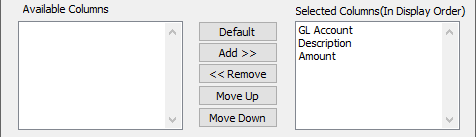 Available Columns
Default
Add >>
<< Remove
Move Up
Move Down
Selected Columns(In Display Order)
GL Account
Description
Amount